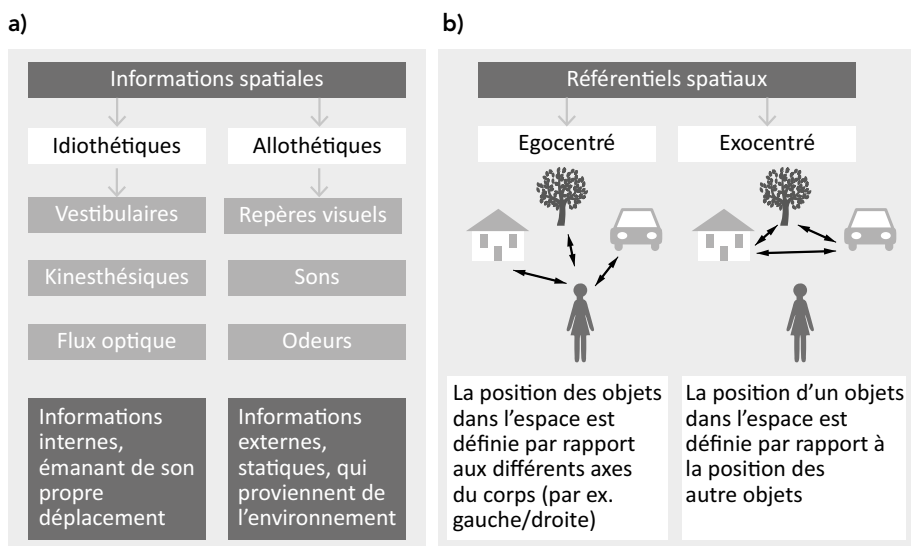 a)
Informations spatiales
Idiothétiques
Allothétiques
Vestibulaires
Repères visuels
Kinesthésiques
Sons
Flux optique
Odeurs
Informations
internes,
émanant de son
propre
déplacement
Informations
externes,
statiques, qui
proviennent de
l’environnement
b)
Référentiels spatiaux
Egocentré
Exocentré
La position des objets
dans l’espace est
définie par rapport
aux différents axes
du corps (par ex.
gauche/droite)
La position d’un objets
dans l’espace est
définie par rapport à
la position des
autre objets